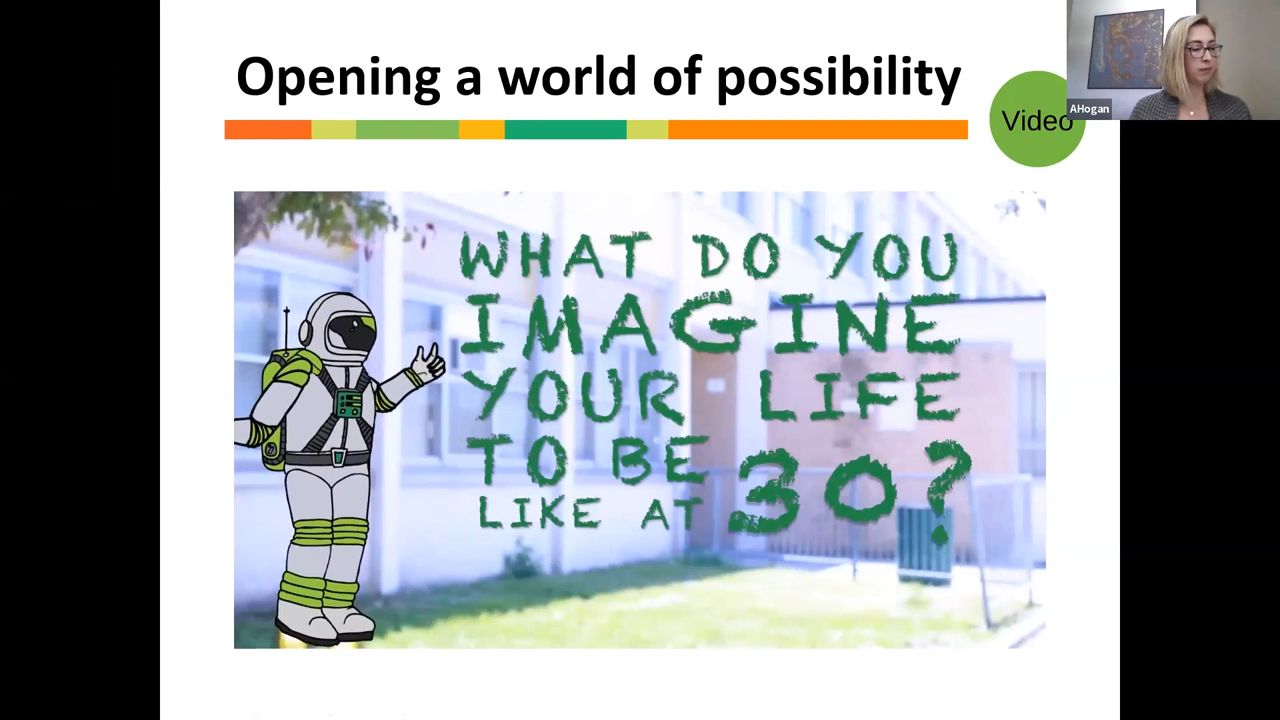 Opening a world of possibility
Video
AHogan
WHAT DO YOU
IMAGINE
YOUR LIFE
TO BE
LIKE AT 30?